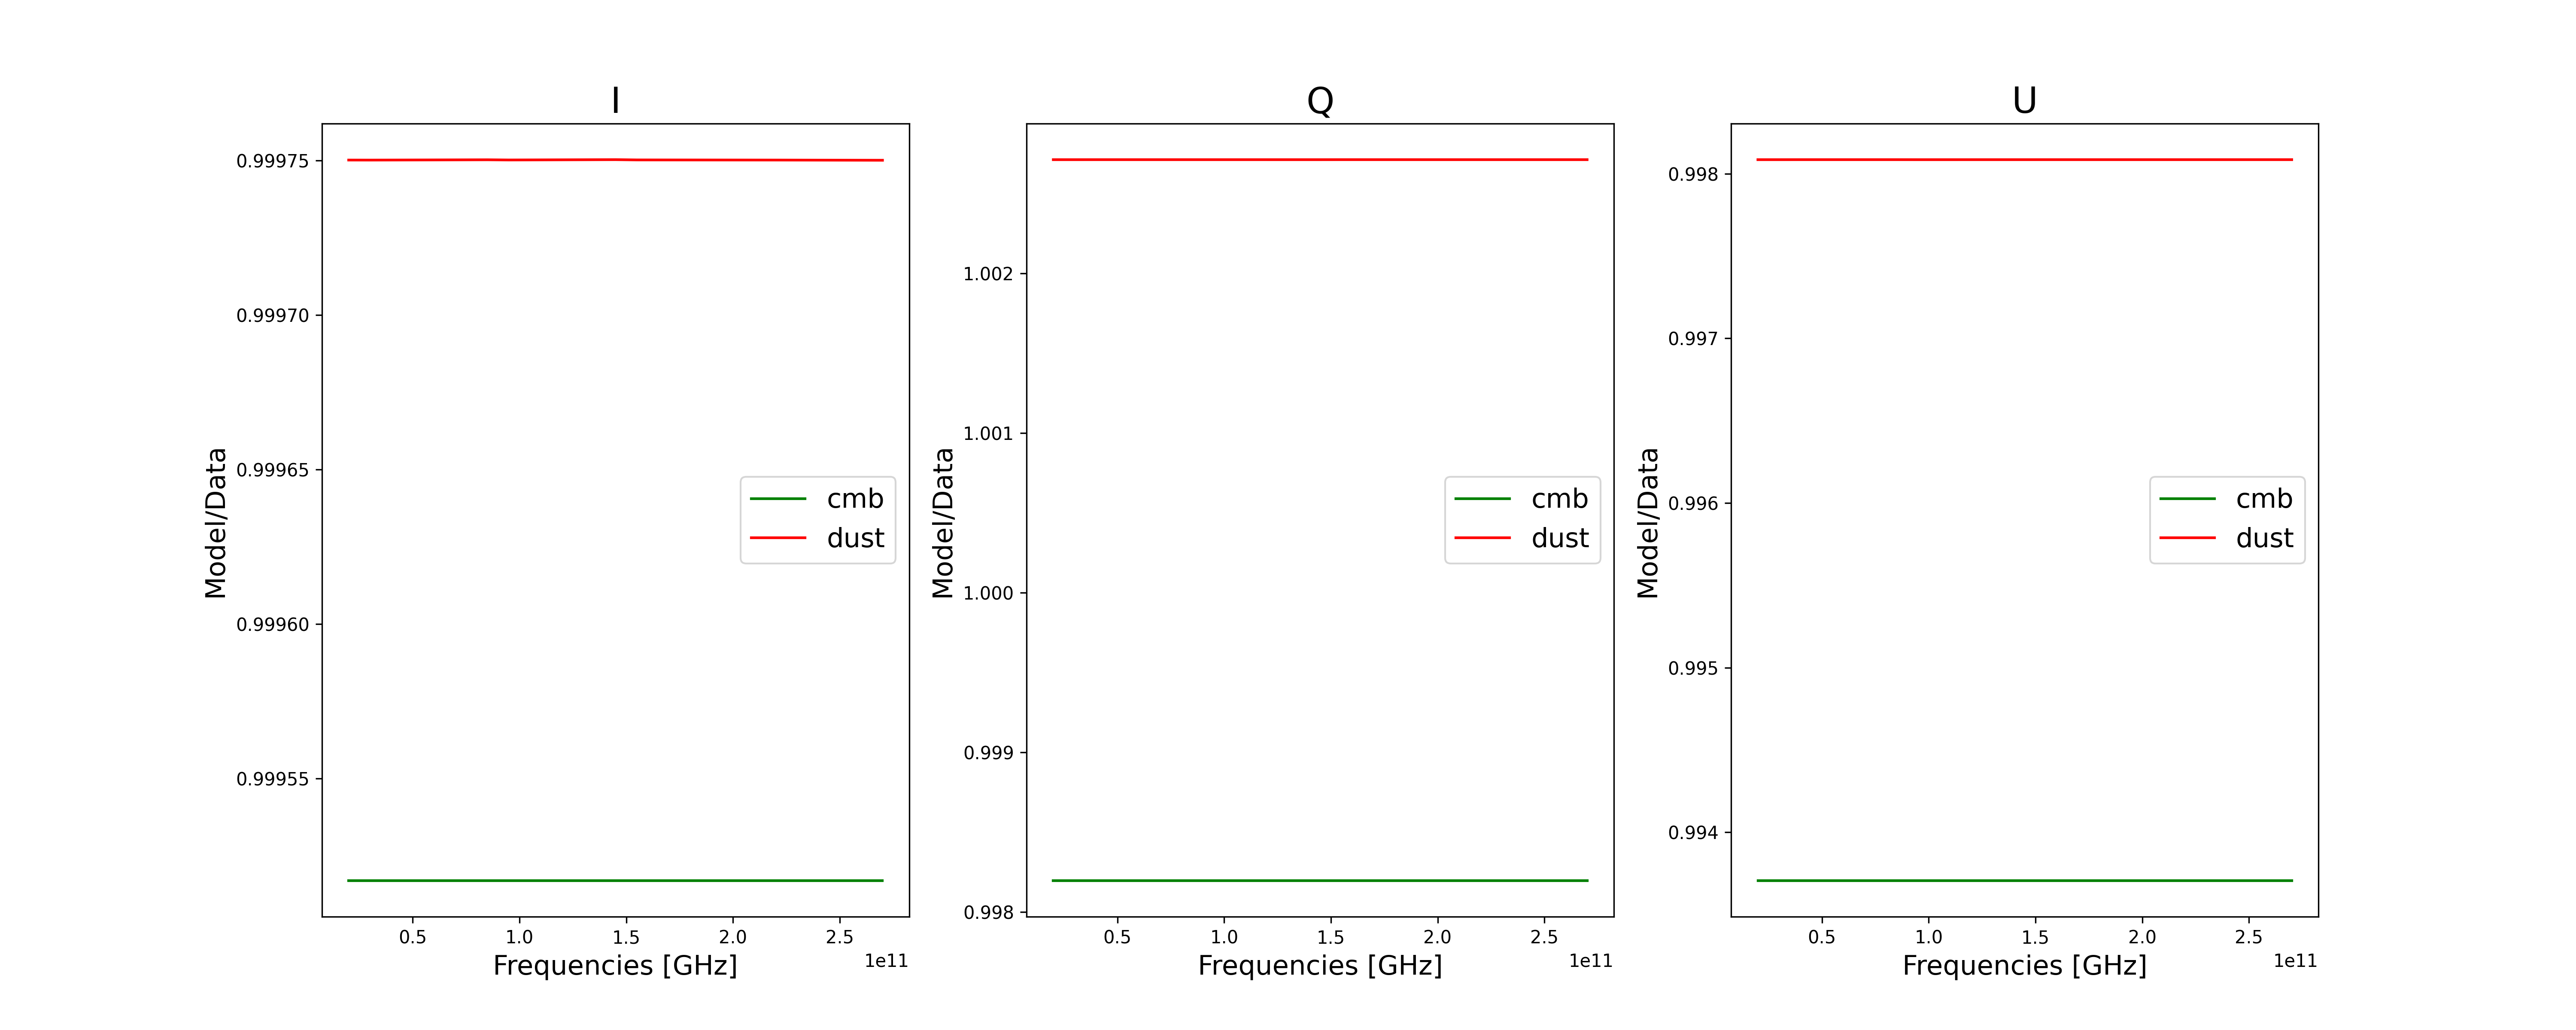 I
Model/Data
0.99975
0.99970
0.99965
0.99960
0.99955
cmb
dust
0.5 1.0 1.5 2.0 2.5
1e11
Frequencies [GHz]
Q
Model/Data
1.002
1.001
1.000
0.999
0.998
cmb
dust
0.5 1.0 1.5 2.0 2.5
1e11
Frequencies [GHz]
U
Model/Data
0.998
0.997
0.996
0.995
0.994
cmb
dust
0.5 1.0 1.5 2.0 2.5
1e11
Frequencies [GHz]